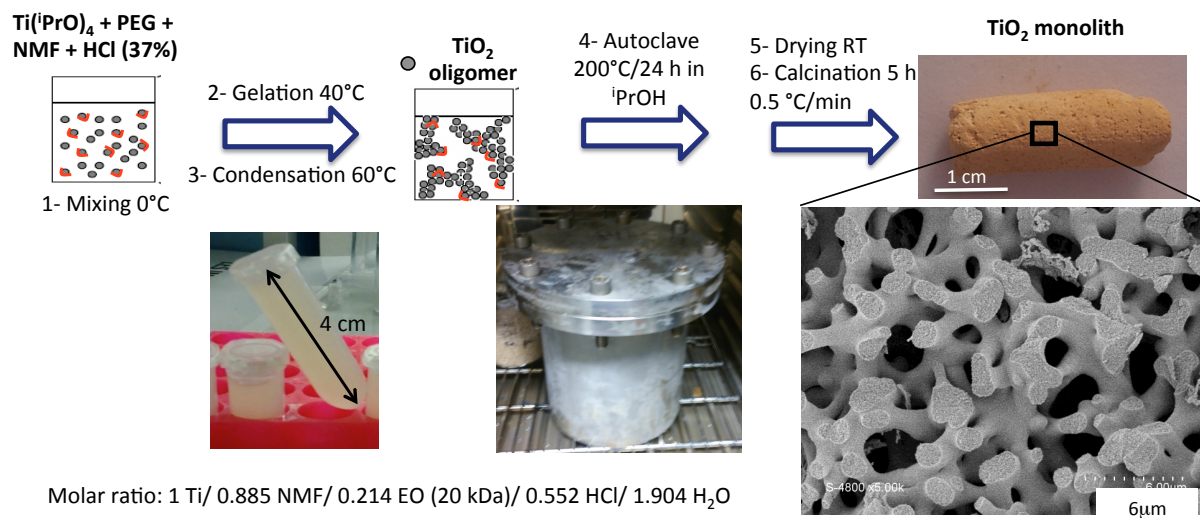 Ti(ⁱPrO)₄ + PEG +
NMF + HCl (37%)
1- Mixing 0°C
2- Gelation 40°C
3- Condensation 60°C
TiO₂
oligomer
4- Autoclave
200°C/24 h in
ⁱPrOH
5- Drying RT
6- Calcination 5 h
0.5 °C/min
TiO₂ monolith
1 cm
4 cm
S-4800 x5.00k
6.00µm
6µm
Molar ratio: 1 Ti/ 0.885 NMF/ 0.214 EO (20 kDa)/ 0.552 HCl/ 1.904 H₂O